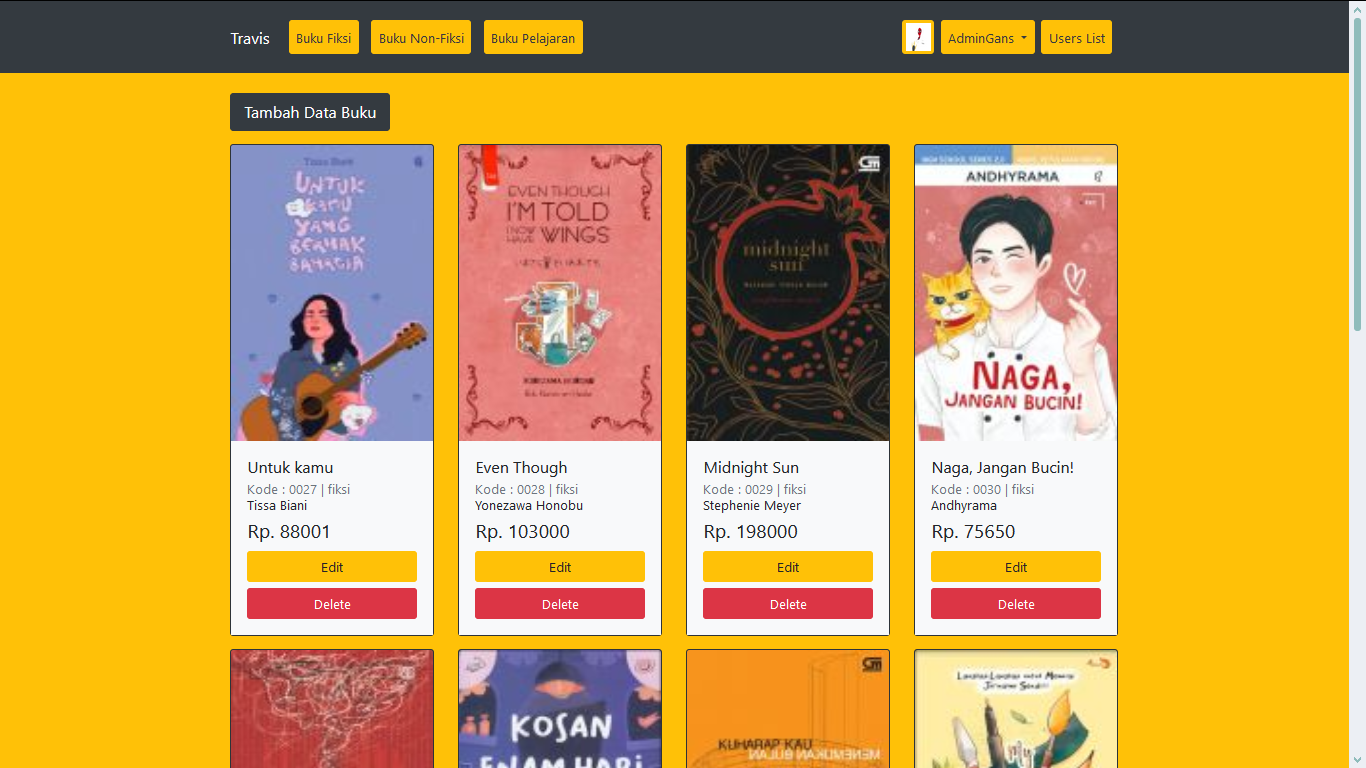 Travis
Buku Fiksi
Buku Non-Fiksi
Buku Pelajaran
AdminGans
Users List
Tambah Data Buku
UNTUK
KAMU
YANG
BERHAK
BAHAGIA
EVEN THOUGH
I'M TOLD
I NOW HAVE WINGS
midnight
sun
ANDHYRAMA
NAGA,
JANGAN BUCIN!
Untuk kamu
Kode : 0027 | fiksi
Tissa Biani
Rp. 88001
Edit
Delete
Even Though
Kode : 0028 | fiksi
Yonezawa Honobu
Rp. 103000
Edit
Delete
Midnight Sun
Kode : 0029 | fiksi
Stephenie Meyer
Rp. 198000
Edit
Delete
Naga, Jangan Bucin!
Kode : 0030 | fiksi
Andhyrama
Rp. 75650
Edit
Delete
KOSAN
ENAM HARI
KUHARAP KAU
MENEMUKAN BULAN